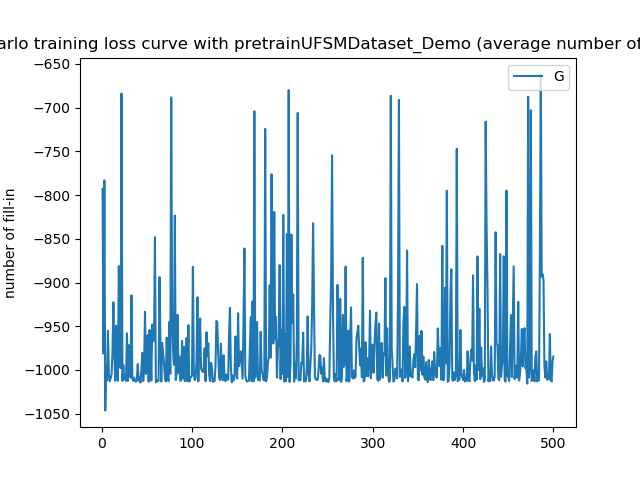 arlo training loss curve with pretrainUFSMDataset_Demo (average number of
G
number of fill-in
−650
−700
−750
−800
−850
−900
−950
−1000
−1050
0 100 200 300 400 500